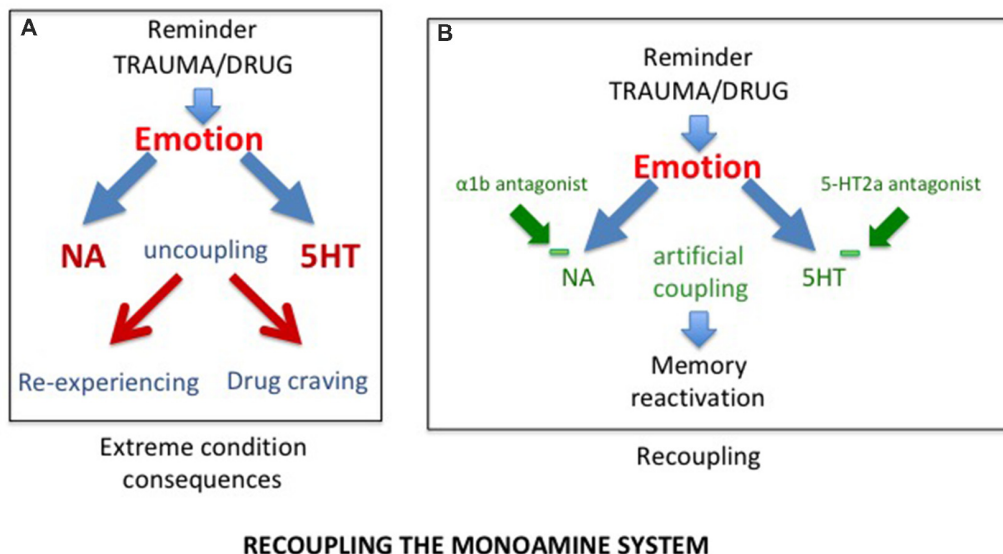 A
Reminder
TRAUMA/DRUG
Emotion
NA
uncoupling
5HT
Re-experiencing
Drug craving
Extreme condition
consequences
B
Reminder
TRAUMA/DRUG
Emotion
α1b antagonist
5-HT2a antagonist
NA
artificial
coupling
5HT
Memory
reactivation
Recoupling
RECOUPLING THE MONOAMINE SYSTEM